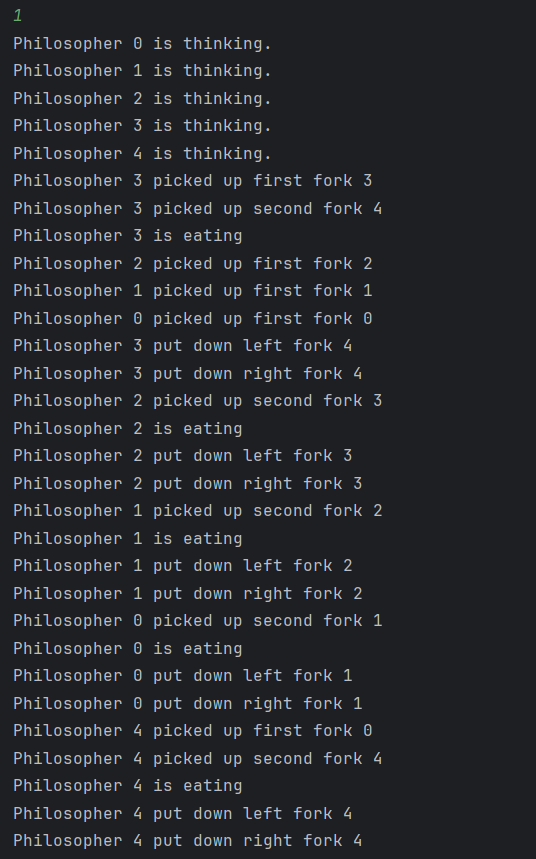 1
Philosopher 0 is thinking.
Philosopher 1 is thinking.
Philosopher 2 is thinking.
Philosopher 3 is thinking.
Philosopher 4 is thinking.
Philosopher 3 picked up first fork 3
Philosopher 3 picked up second fork 4
Philosopher 3 is eating
Philosopher 2 picked up first fork 2
Philosopher 1 picked up first fork 1
Philosopher 0 picked up first fork 0
Philosopher 3 put down left fork 4
Philosopher 3 put down right fork 4
Philosopher 2 picked up second fork 3
Philosopher 2 is eating
Philosopher 2 put down left fork 3
Philosopher 2 put down right fork 3
Philosopher 1 picked up second fork 2
Philosopher 1 is eating
Philosopher 1 put down left fork 2
Philosopher 1 put down right fork 2
Philosopher 0 picked up second fork 1
Philosopher 0 is eating
Philosopher 0 put down left fork 1
Philosopher 0 put down right fork 1
Philosopher 4 picked up first fork 0
Philosopher 4 picked up second fork 4
Philosopher 4 is eating
Philosopher 4 put down left fork 4
Philosopher 4 put down right fork 4